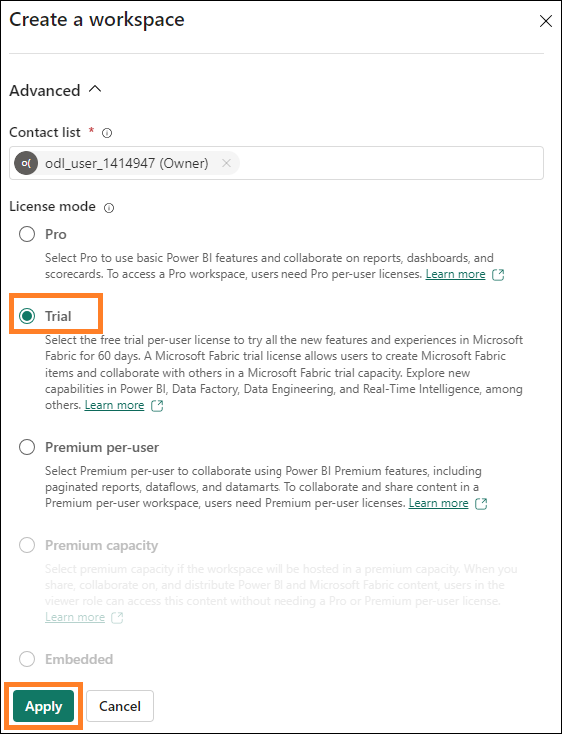 Create a workspace
Advanced
Contact list *
o( odl_user_1414947 (Owner)
License mode
Pro
Select Pro to use basic Power BI features and collaborate on reports, dashboards, and
scorecards. To access a Pro workspace, users need Pro per-user licenses. Learn more
Trial
Select the free trial per-user license to try all the new features and experiences in Microsoft
Fabric for 60 days. A Microsoft Fabric trial license allows users to create Microsoft Fabric
items and collaborate with others in a Microsoft Fabric trial capacity. Explore new
capabilities in Power BI, Data Factory, Data Engineering, and Real-Time Intelligence, among
others. Learn more
Premium per-user
Select Premium per-user to collaborate using Power BI Premium features, including
paginated reports, dataflows, and datamarts. To collaborate and share content in a
Premium per-user workspace, users need Premium per-user licenses. Learn more
Premium capacity
Select premium capacity if the workspace will be hosted in a premium capacity. When you
share, collaborate on, and distribute Power BI and Microsoft Fabric content, users in the
viewer role can access this content without needing a Pro or Premium per-user license.
Learn more
Embedded
Apply Cancel